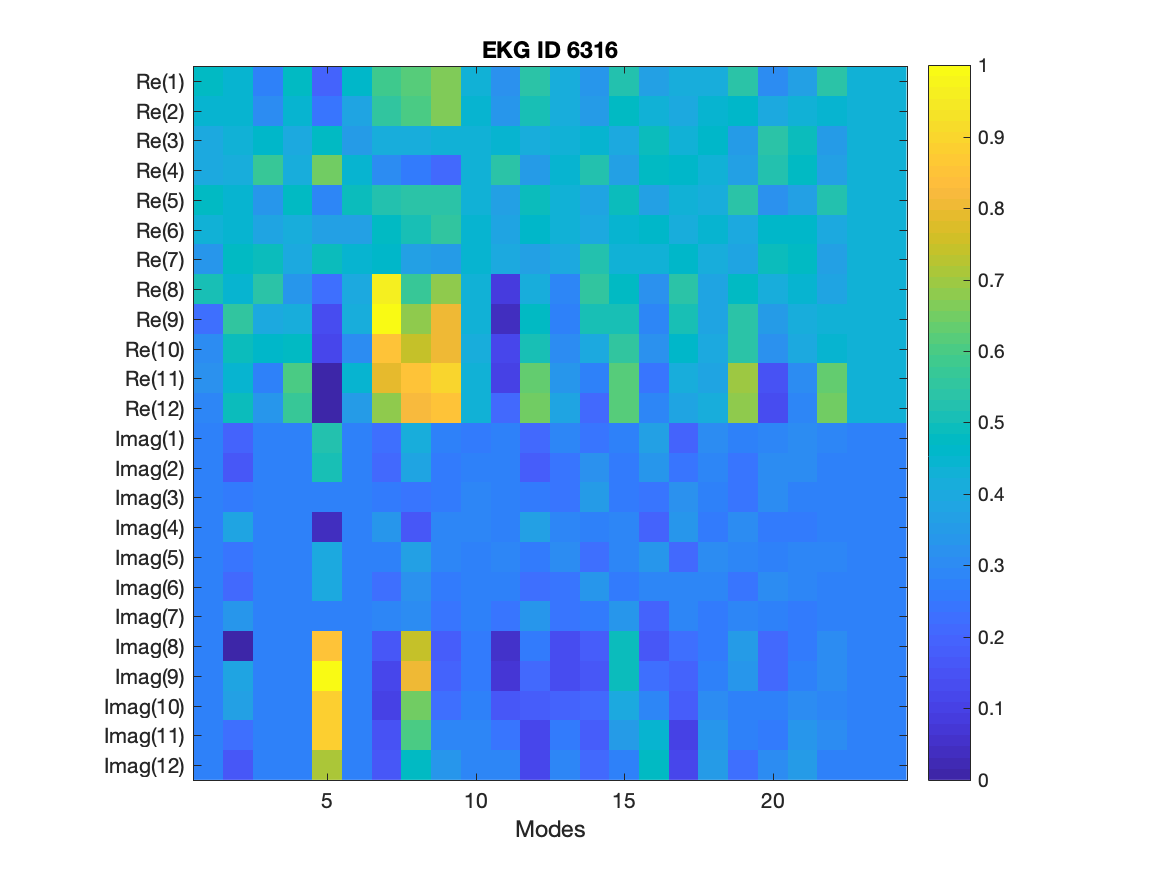 EKG ID 6316
Re(1)
Re(2)
Re(3)
Re(4)
Re(5)
Re(6)
Re(7)
Re(8)
Re(9)
Re(10)
Re(11)
Re(12)
Imag(1)
Imag(2)
Imag(3)
Imag(4)
Imag(5)
Imag(6)
Imag(7)
Imag(8)
Imag(9)
Imag(10)
Imag(11)
Imag(12)
5 10 15 20
Modes
1
0.9
0.8
0.7
0.6
0.5
0.4
0.3
0.2
0.1
0